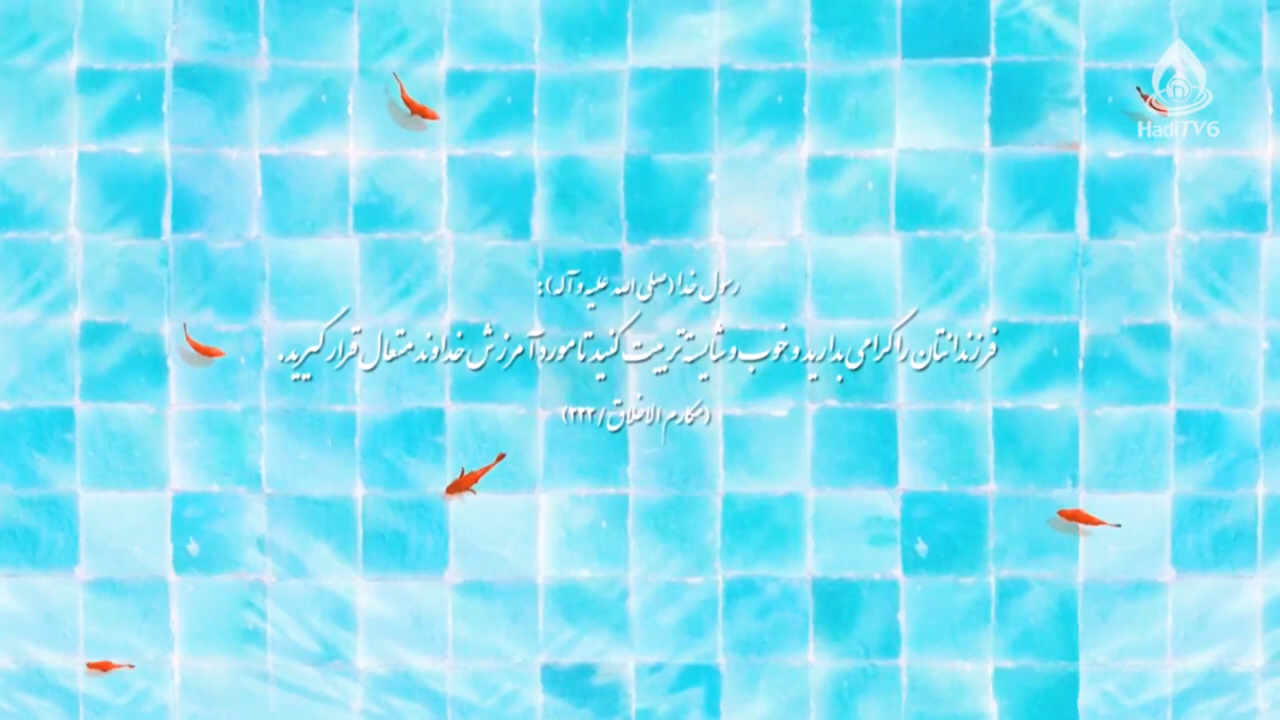 HadiTV6
رسول خدا (صلی الله علیه و آله):
فرزندانتان را گرامی بدارید و خوب و شایسته تربیت کنید تا مورد آمرزش خداوند متعال قرار گیرید.
(مکارم الاخلاق/۲۲۲)